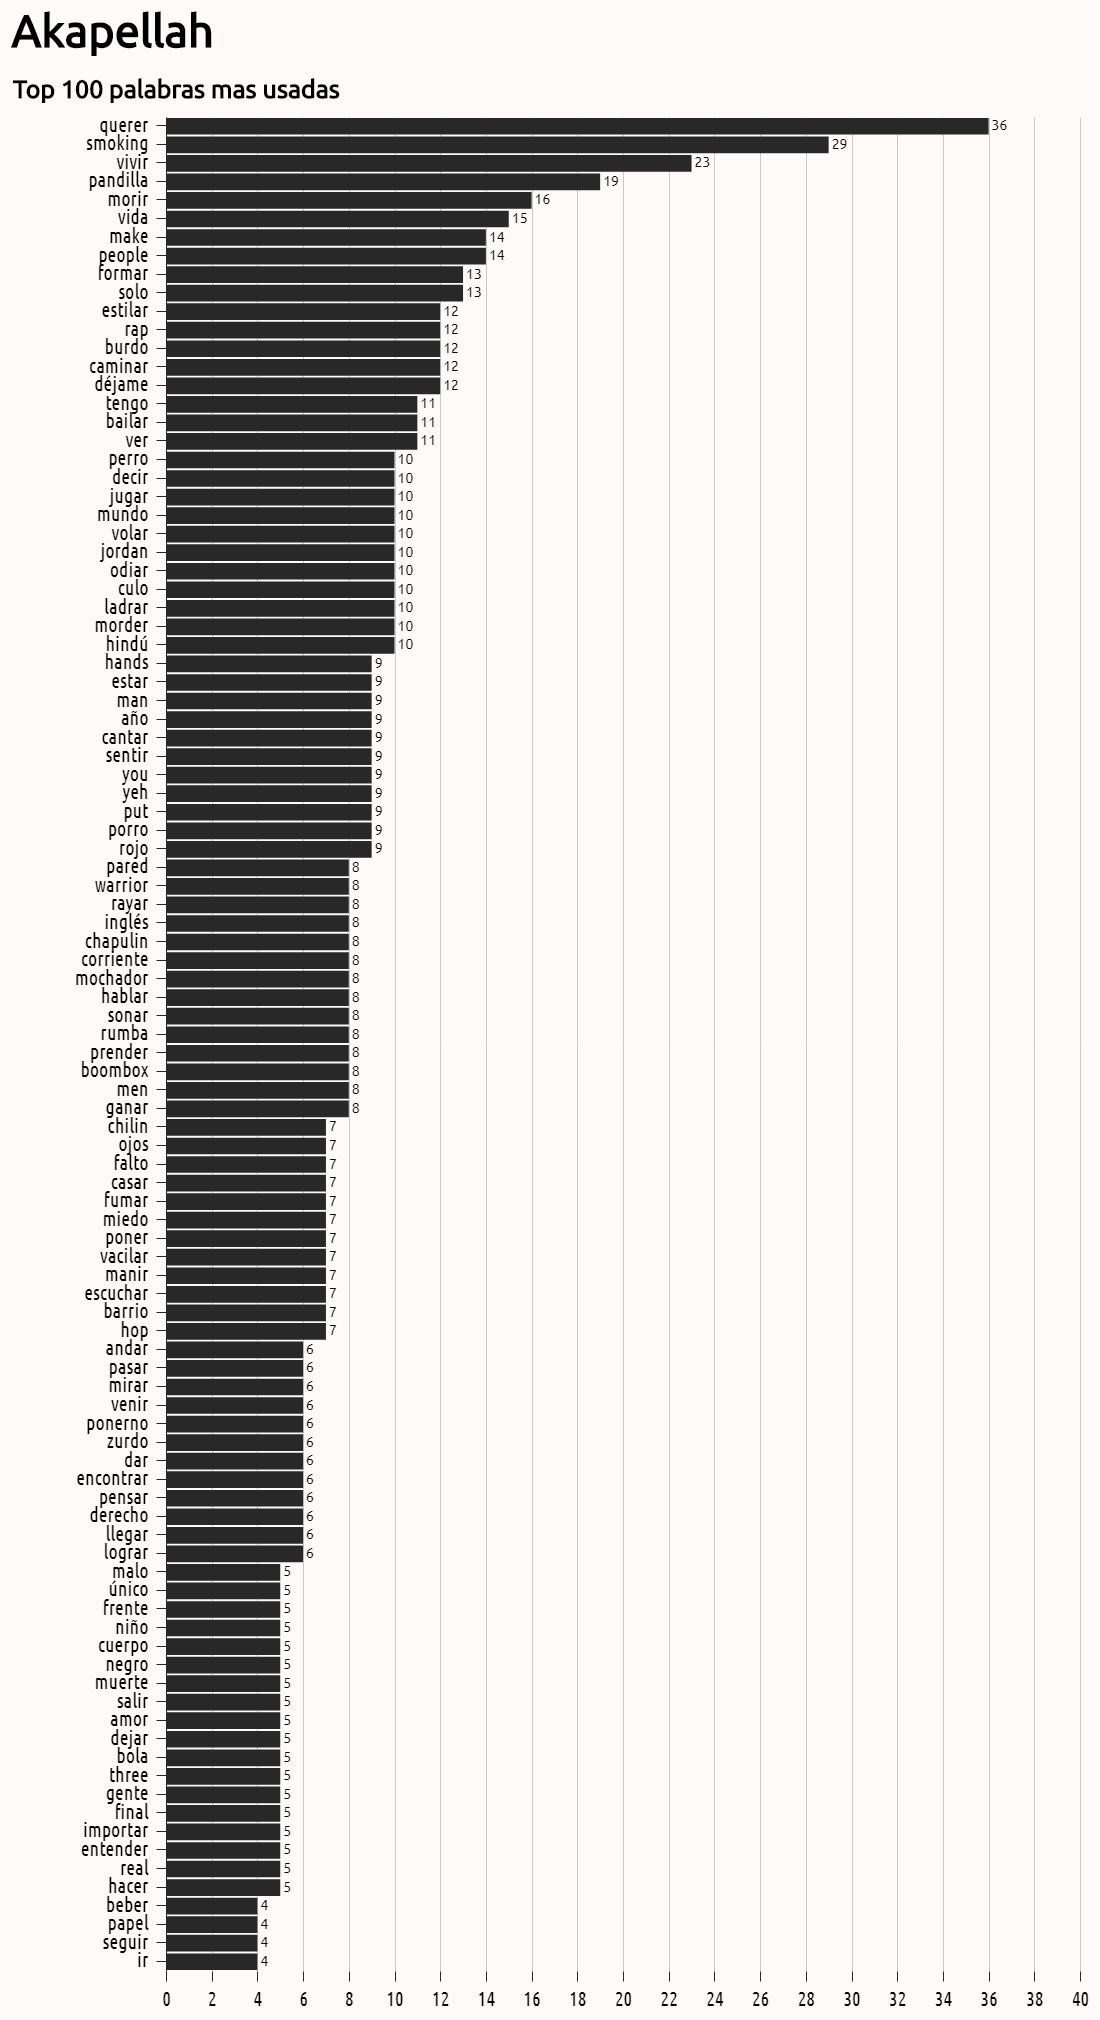 Akapellah
Top 100 palabras mas usadas
querer 36
smoking 29
vivir 23
pandilla 19
morir 16
vida 15
make 14
people 14
formar 13
solo 13
estilar 12
rap 12
burdo 12
caminar 12
déjame 12
tengo 11
bailar 11
ver 11
perro 10
decir 10
jugar 10
mundo 10
volar 10
jordan 10
odiar 10
culo 10
ladrar 10
morder 10
hindú 10
hands 9
estar 9
man 9
año 9
cantar 9
sentir 9
you 9
yeh 9
put 9
porro 9
rojo 9
pared 8
warrior 8
rayar 8
inglés 8
chapulin 8
corriente 8
mochador 8
hablar 8
sonar 8
rumba 8
prender 8
boombox 8
men 8
ganar 8
chilin 7
ojos 7
falto 7
casar 7
fumar 7
miedo 7
poner 7
vacilar 7
manir 7
escuchar 7
barrio 7
hop 7
andar 6
pasar 6
mirar 6
venir 6
ponerno 6
zurdo 6
dar 6
encontrar 6
pensar 6
derecho 6
llegar 6
lograr 6
malo 5
único 5
frente 5
niño 5
cuerpo 5
negro 5
muerte 5
salir 5
amor 5
dejar 5
bola 5
three 5
gente 5
final 5
importar 5
entender 5
real 5
hacer 5
beber 4
papel 4
seguir 4
ir 4
0 2 4 6 8 10 12 14 16 18 20 22 24 26 28 30 32 34 36 38 40